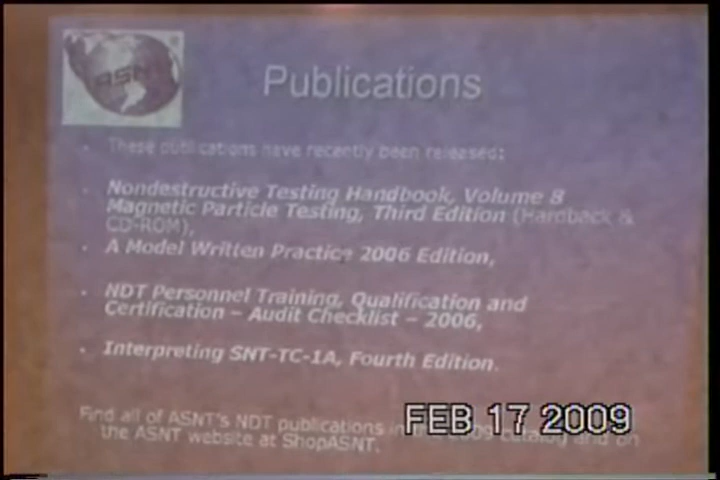 ASNT
Publications
• These publications have recently been released:
• Nondestructive Testing Handbook, Volume 8
Magnetic Particle Testing, Third Edition (Hardback &
CD-ROM),
• A Model Written Practice 2006 Edition,
• NDT Personnel Training, Qualification and
Certification – Audit Checklist – 2006,
• Interpreting SNT-TC-1A, Fourth Edition.
Find all of ASNT's NDT publications in 2009 catalog and on
the ASNT website at ShopASNT.
FEB 17 2009